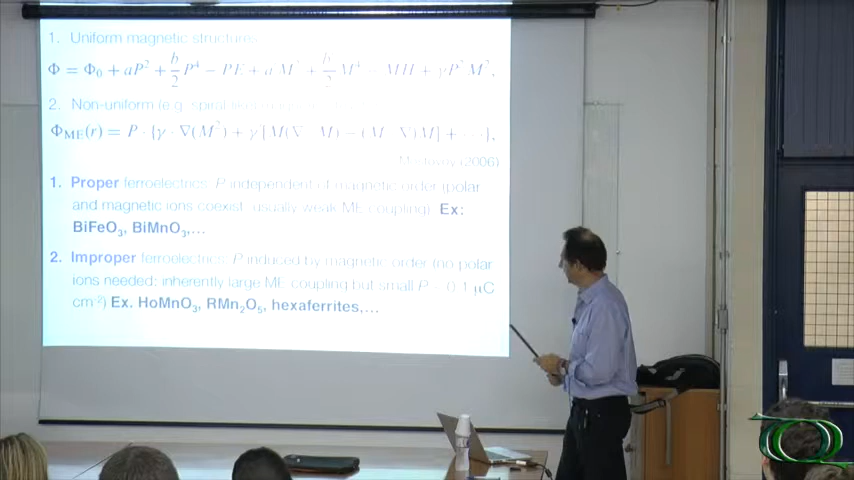 1. Uniform magnetic structures
Φ = Φ₀ + aP² + b/2 P⁴ − PE + a M² + b/2 M⁴ − MH + γP²M²,
2. Non-uniform (e.g. spiral
Φ_ME(r) = P · {γ · ∇(M²) + γ'[M(∇ · M) − (M · ∇)M] + ⋯},
(2006)
1. Proper ferroelectrics: P independent of magnetic order (polar
and magnetic ions coexist, usually weak ME coupling). Ex:
BiFeO₃, BiMnO₃,...
2. Improper ferroelectrics: P induced by magnetic order (no polar
ions needed; inherently large ME coupling but small P ~ 0.1 μC
cm⁻²) Ex. HoMnO₃, RMn₂O₅, hexaferrites,...